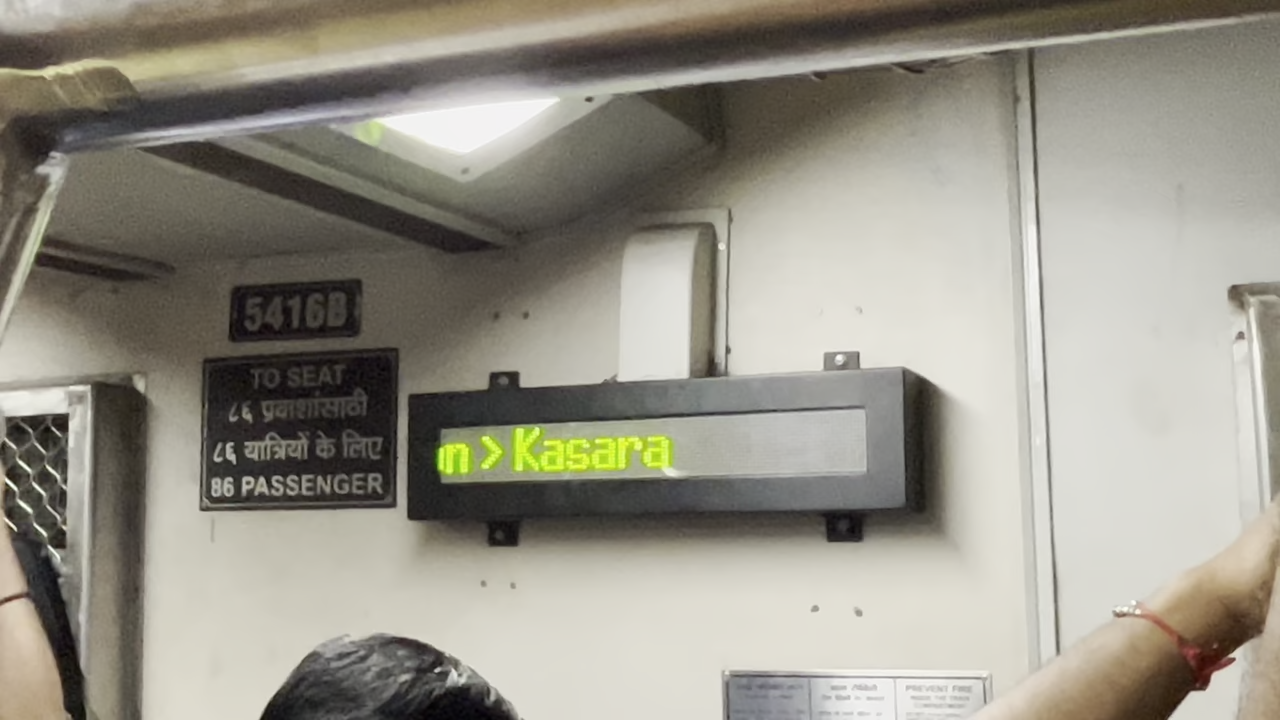 5416B
TO SEAT
८६ प्रवाशांसाठी
८६ यात्रियों के लिए
86 PASSENGER
n > Kasara
PREVENT FIRE